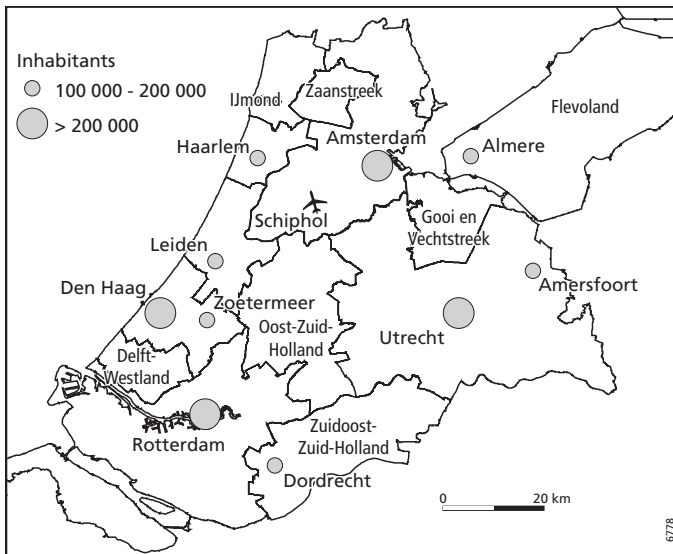 Inhabitants
100 000 - 200 000
> 200 000
IJmond
Zaanstreek
Flevoland
Haarlem
Amsterdam
Almere
Schiphol
Gooi en
Vechtstreek
Leiden
Amersfoort
Den Haag
Zoetermeer
Oost-Zuid-
Holland
Utrecht
Delft-
Westland
Rotterdam
Zuidoost-
Zuid-Holland
Dordrecht
0
20 km
6778